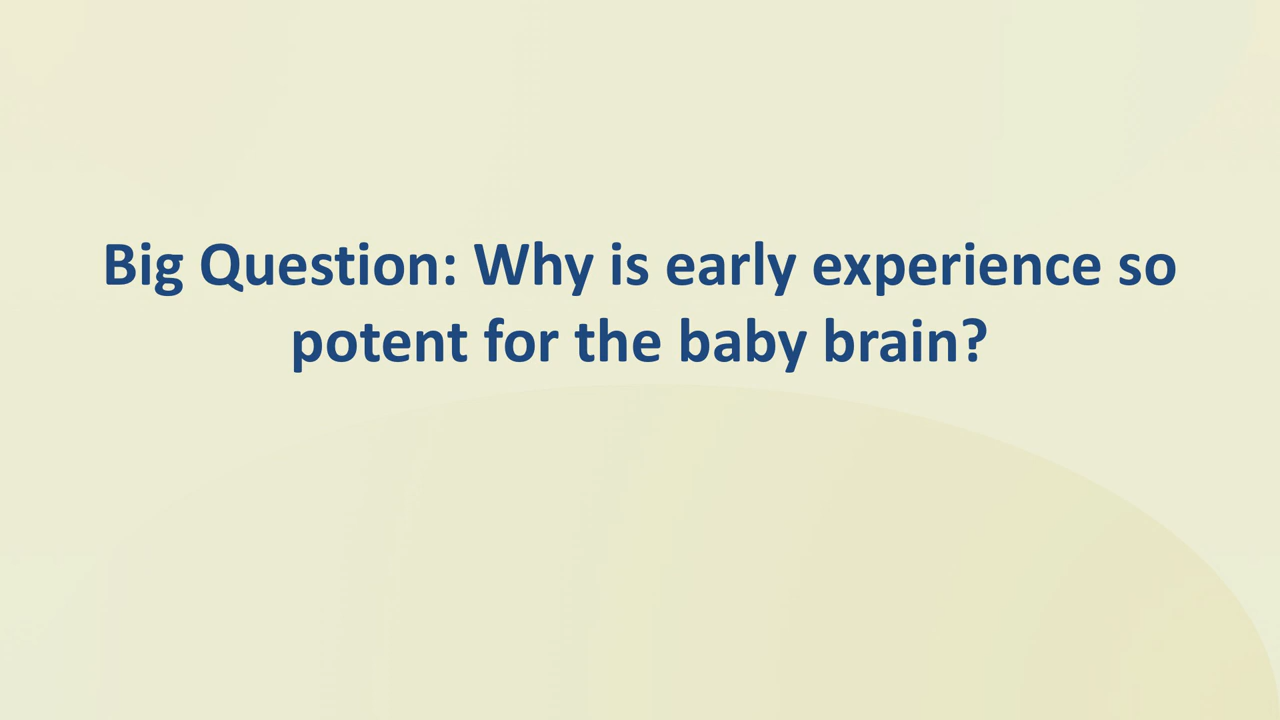 Big Question: Why is early experience so
potent for the baby brain?